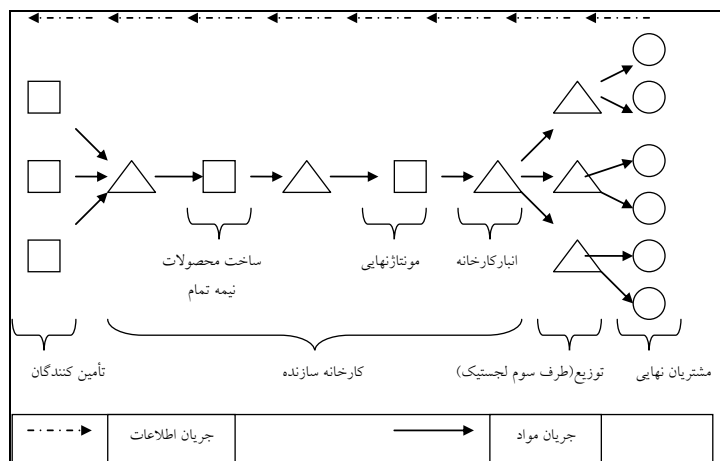 ساخت محصولات
نیمه تمام
مونتاژنهایی
انبارکارخانه
تأمین کنندگان
کارخانه سازنده
توزیع(طرف سوم لجستیک)
مشتریان نهایی
جریان اطلاعات
جریان مواد